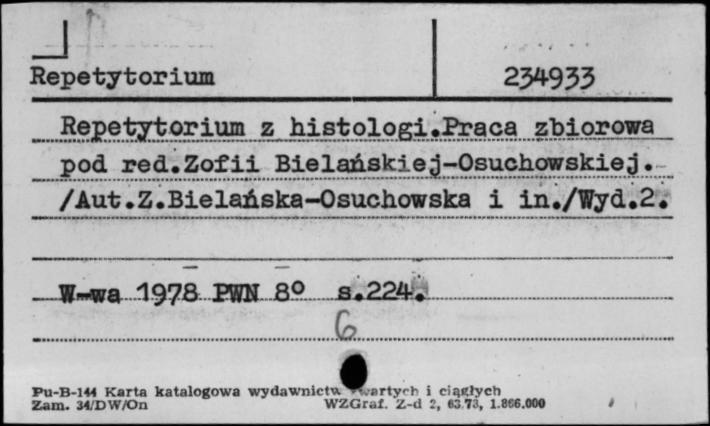 Repetytorium 234933
Repetytorium z histologi.Praca zbiorowa
pod red.Zofii Bielańskiej-Osuchowskiej.-
/Aut.Z.Bielańska-Osuchowska i in./Wyd.2.
W-wa 1978 PWN 8° s.224.
6
Pu-B-144 Karta katalogowa wydawnictw zwartych i ciągłych
Zam. 34/DW/On WZGraf. Z-d 2, 63.73, 1.866.000